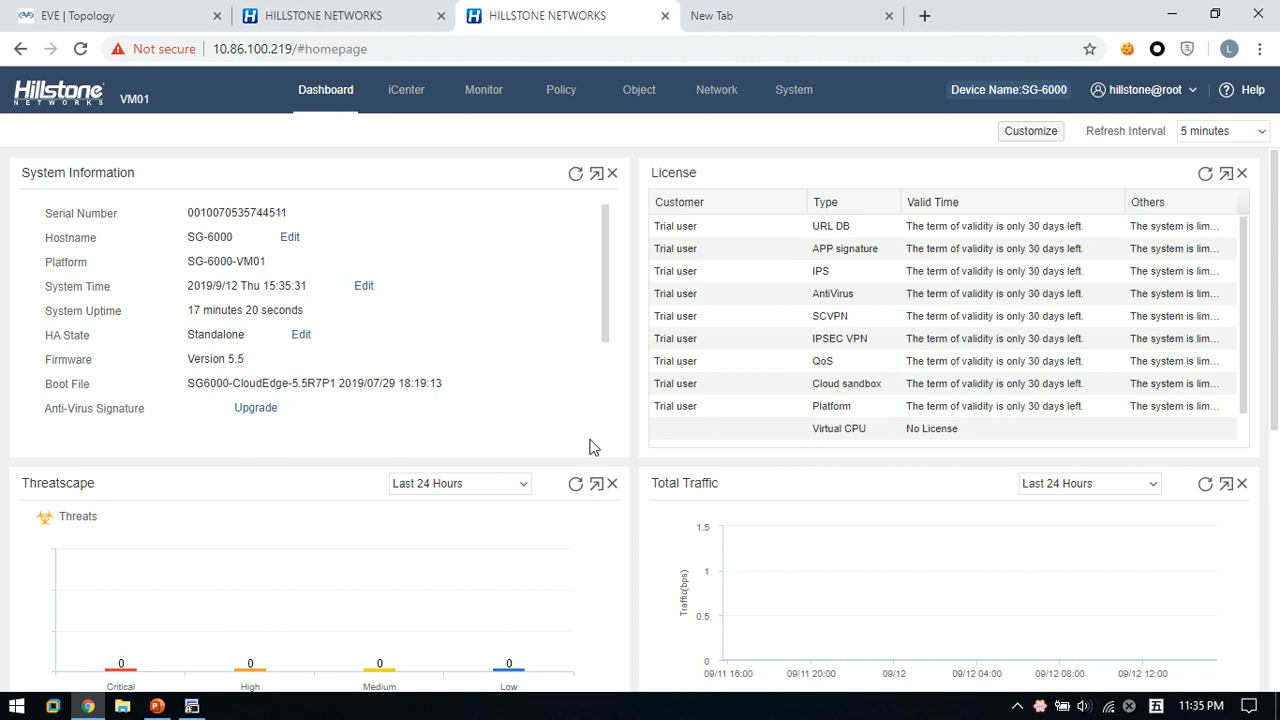 EVE | Topology
HILLSTONE NETWORKS
HILLSTONE NETWORKS
New Tab
Not secure
10.86.100.219/#homepage
L
Hillstone
NETWORKS
VM01
Dashboard
iCenter
Monitor
Policy
Object
Network
System
Device Name:SG-6000
hillstone@root
Help
Customize
Refresh Interval
5 minutes
System Information
Serial Number 0010070535744511
Hostname SG-6000 Edit
Platform SG-6000-VM01
System Time 2019/9/12 Thu 15:35:31 Edit
System Uptime 17 minutes 20 seconds
HA State Standalone Edit
Firmware Version 5.5
Boot File SG6000-CloudEdge-5.5R7P1 2019/07/29 18:19:13
Anti-Virus Signature Upgrade
License
Customer Type Valid Time Others
Trial user URL DB The term of validity is only 30 days left. The system is lim...
Trial user APP signature The term of validity is only 30 days left. The system is lim...
Trial user IPS The term of validity is only 30 days left. The system is lim...
Trial user AntiVirus The term of validity is only 30 days left. The system is lim...
Trial user SCVPN The term of validity is only 30 days left. The system is lim...
Trial user IPSEC VPN The term of validity is only 30 days left. The system is lim...
Trial user QoS The term of validity is only 30 days left. The system is lim...
Trial user Cloud sandbox The term of validity is only 30 days left. The system is lim...
Trial user Platform The term of validity is only 30 days left. The system is lim...
Virtual CPU No License
Threatscape
Last 24 Hours
Threats
0 0 0 0
Critical High Medium Low
Total Traffic
Last 24 Hours
Traffic(bps)
1.5
1
0.5
0
09/11 16:00 09/11 20:00 09/12 09/12 04:00 09/12 08:00 09/12 12:00
五
11:35 PM